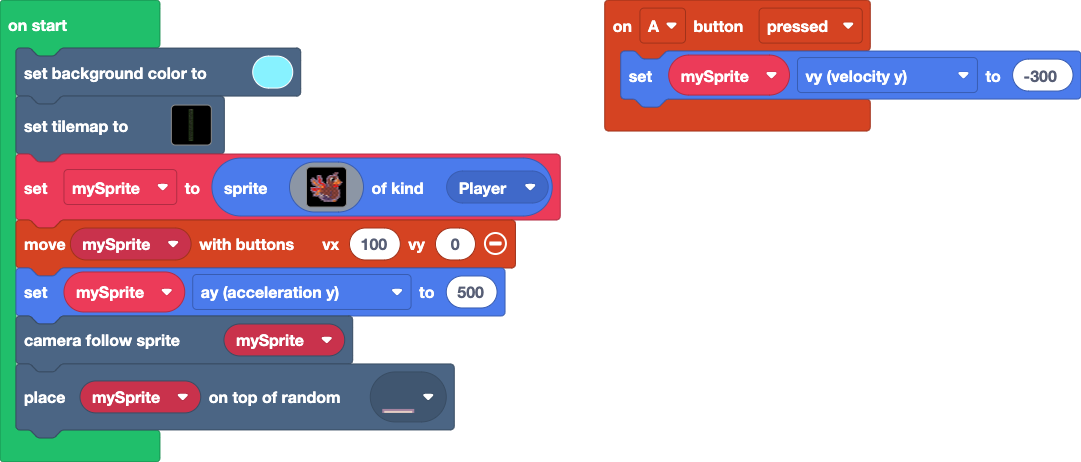 on start
set background color to
set tilemap to
set mySprite to sprite of kind Player
move mySprite with buttons vx 100 vy 0
set mySprite ay (acceleration y) to 500
camera follow sprite mySprite
place mySprite on top of random
on A button pressed
set mySprite vy (velocity y) to -300